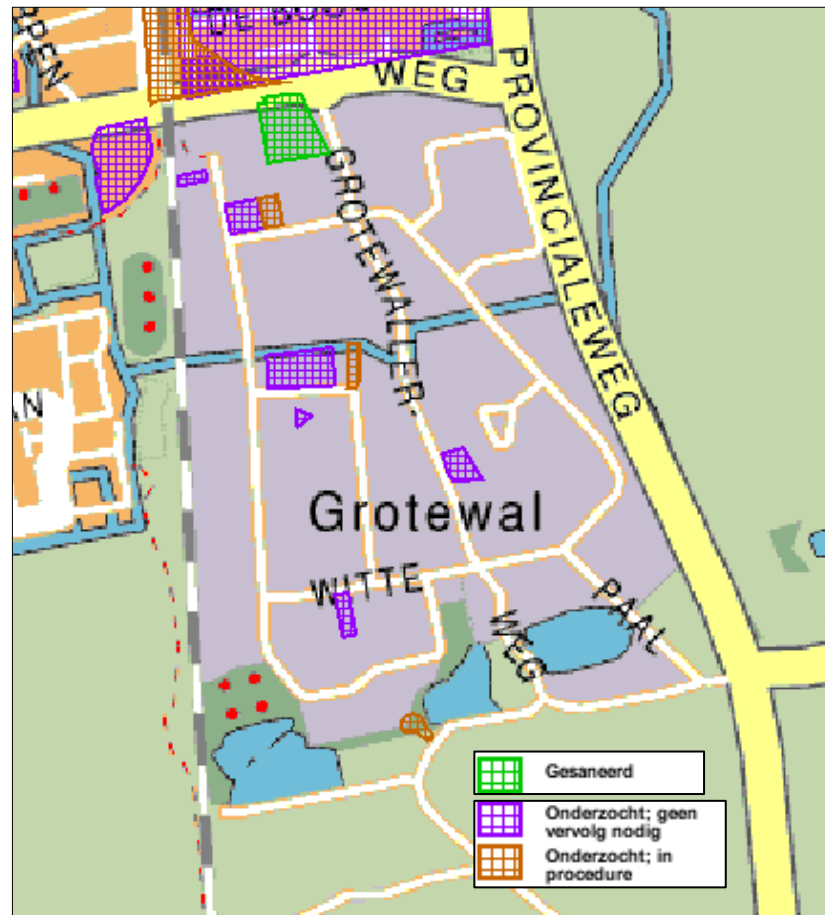 WEG
PROVINCIALEWEG
GROTEWALLER-
Grotewal
WITTE
PAAL
WEG
Gesaneerd
Onderzocht; geen
vervolg nodig
Onderzocht; in
procedure